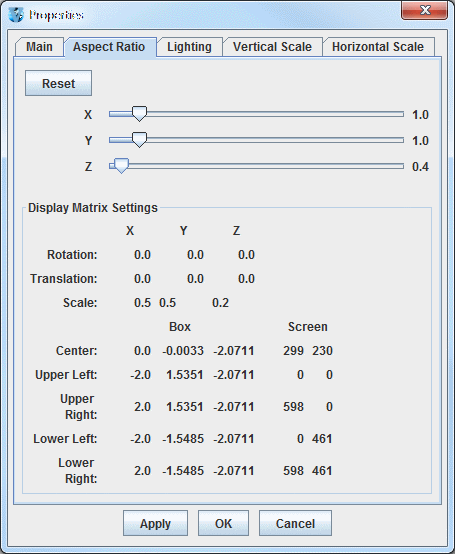 Properties
Main Aspect Ratio Lighting Vertical Scale Horizontal Scale
Reset
X 1.0
Y 1.0
Z 0.4
Display Matrix Settings
X Y Z
Rotation: 0.0 0.0 0.0
Translation: 0.0 0.0 0.0
Scale: 0.5 0.5 0.2
Box Screen
Center: 0.0 -0.0033 -2.0711 299 230
Upper Left: -2.0 1.5351 -2.0711 0 0
Upper
Right: 2.0 1.5351 -2.0711 598 0
Lower Left: -2.0 -1.5485 -2.0711 0 461
Lower
Right: 2.0 -1.5485 -2.0711 598 461
Apply OK Cancel